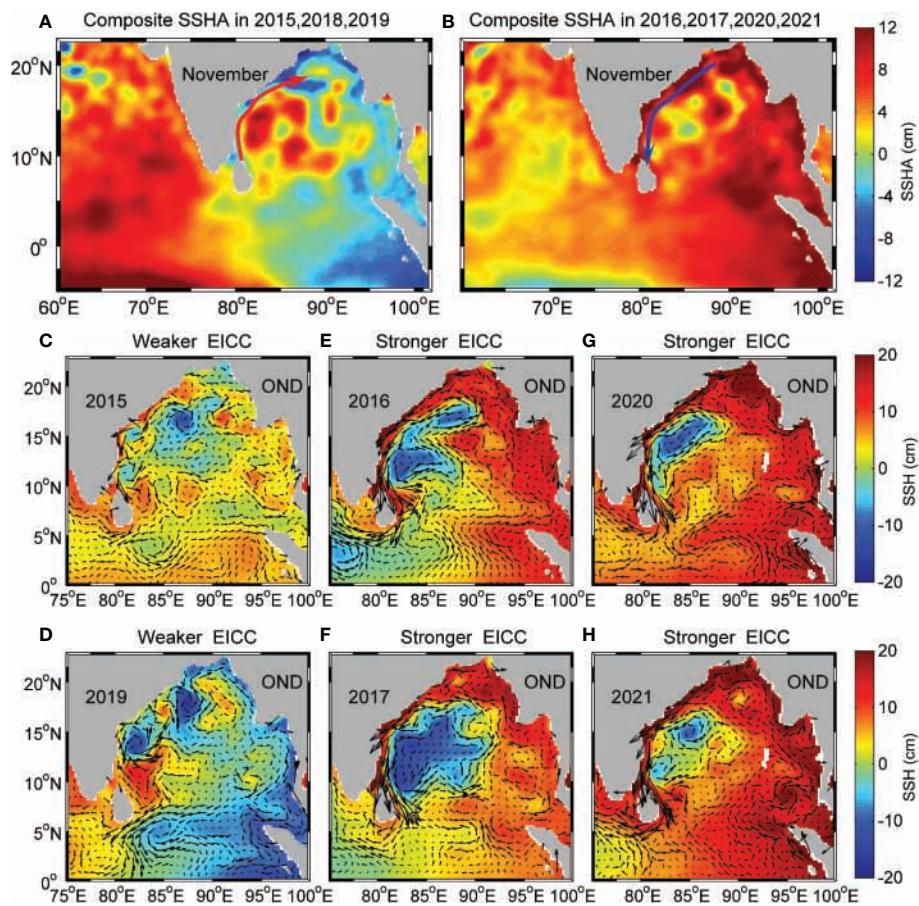 A Composite SSHA in 2015,2018,2019
B Composite SSHA in 2016,2017,2020,2021
November
November
20°N
10°N
0°
60°E 70°E 80°E 90°E 100°E
70°E 80°E 90°E 100°E
12
8
4
0
-4
-8
-12
SSHA (cm)
C Weaker EICC
E Stronger EICC
G Stronger EICC
2015 OND
2016 OND
2020 OND
20°N
15°N
10°N
5°N
0°
75°E 80°E 85°E 90°E 95°E 100°E
80°E 85°E 90°E 95°E 100°E
80°E 85°E 90°E 95°E 100°E
20
10
0
-10
-20
SSH (cm)
D Weaker EICC
F Stronger EICC
H Stronger EICC
2019 OND
2017 OND
2021 OND
20°N
15°N
10°N
5°N
0°
75°E 80°E 85°E 90°E 95°E 100°E
80°E 85°E 90°E 95°E 100°E
80°E 85°E 90°E 95°E 100°E
20
10
0
-10
-20
SSH (cm)